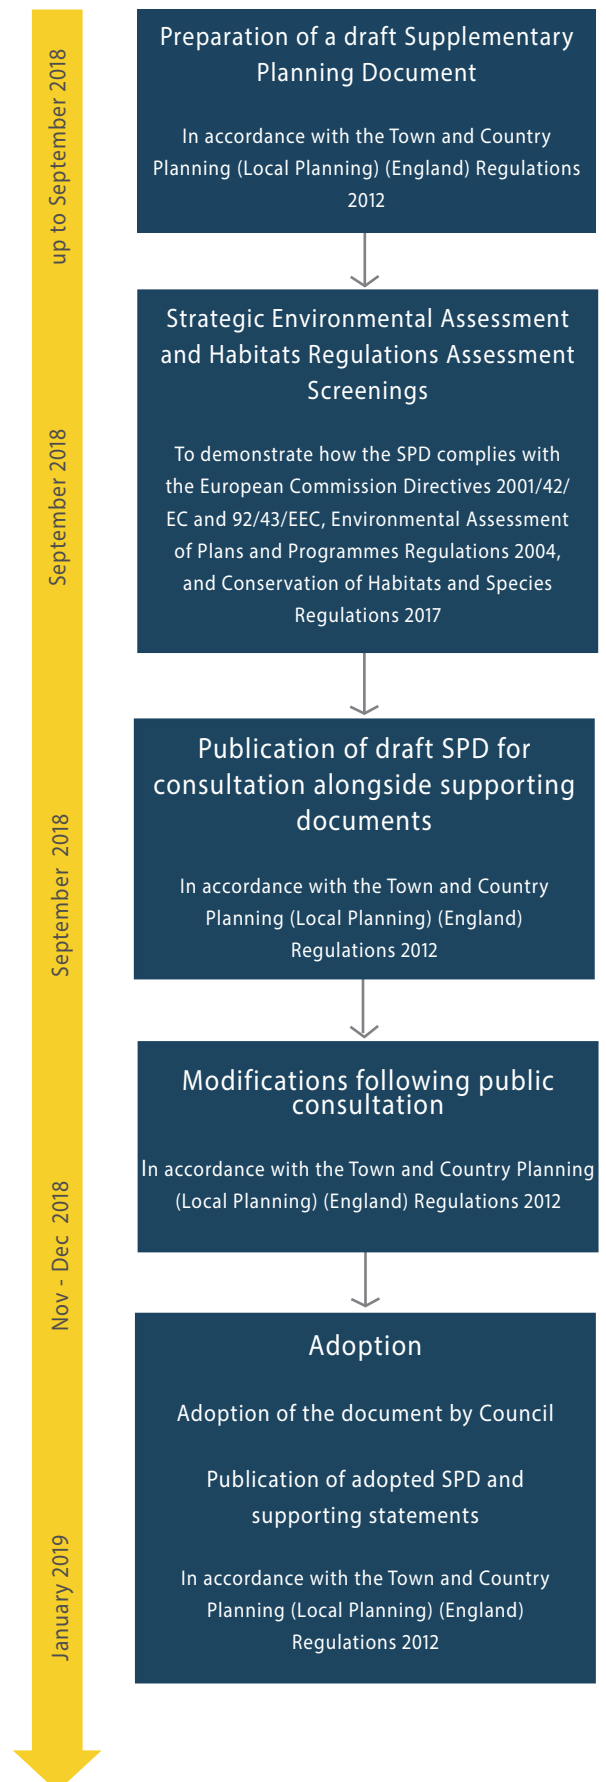 up to September 2018
Preparation of a draft Supplementary
Planning Document
In accordance with the Town and Country
Planning (Local Planning) (England) Regulations
2012
September 2018
Strategic Environmental Assessment
and Habitats Regulations Assessment
Screenings
To demonstrate how the SPD complies with
the European Commission Directives 2001/42/
EC and 92/43/EEC, Environmental Assessment
of Plans and Programmes Regulations 2004,
and Conservation of Habitats and Species
Regulations 2017
September 2018
Publication of draft SPD for
consultation alongside supporting
documents
In accordance with the Town and Country
Planning (Local Planning) (England)
Regulations 2012
Nov - Dec 2018
Modifications following public
consultation
In accordance with the Town and Country Planning
(Local Planning) (England) Regulations 2012
January 2019
Adoption
Adoption of the document by Council
Publication of adopted SPD and
supporting statements
In accordance with the Town and Country
Planning (Local Planning) (England)
Regulations 2012